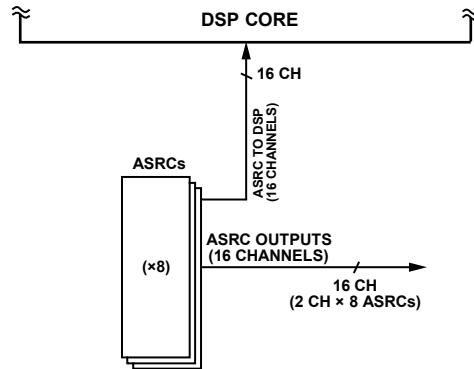 DSP CORE
16 CH
ASRC TO DSP
(16 CHANNELS)
ASRCs
(×8)
ASRC OUTPUTS
(16 CHANNELS)
16 CH
(2 CH × 8 ASRCs)